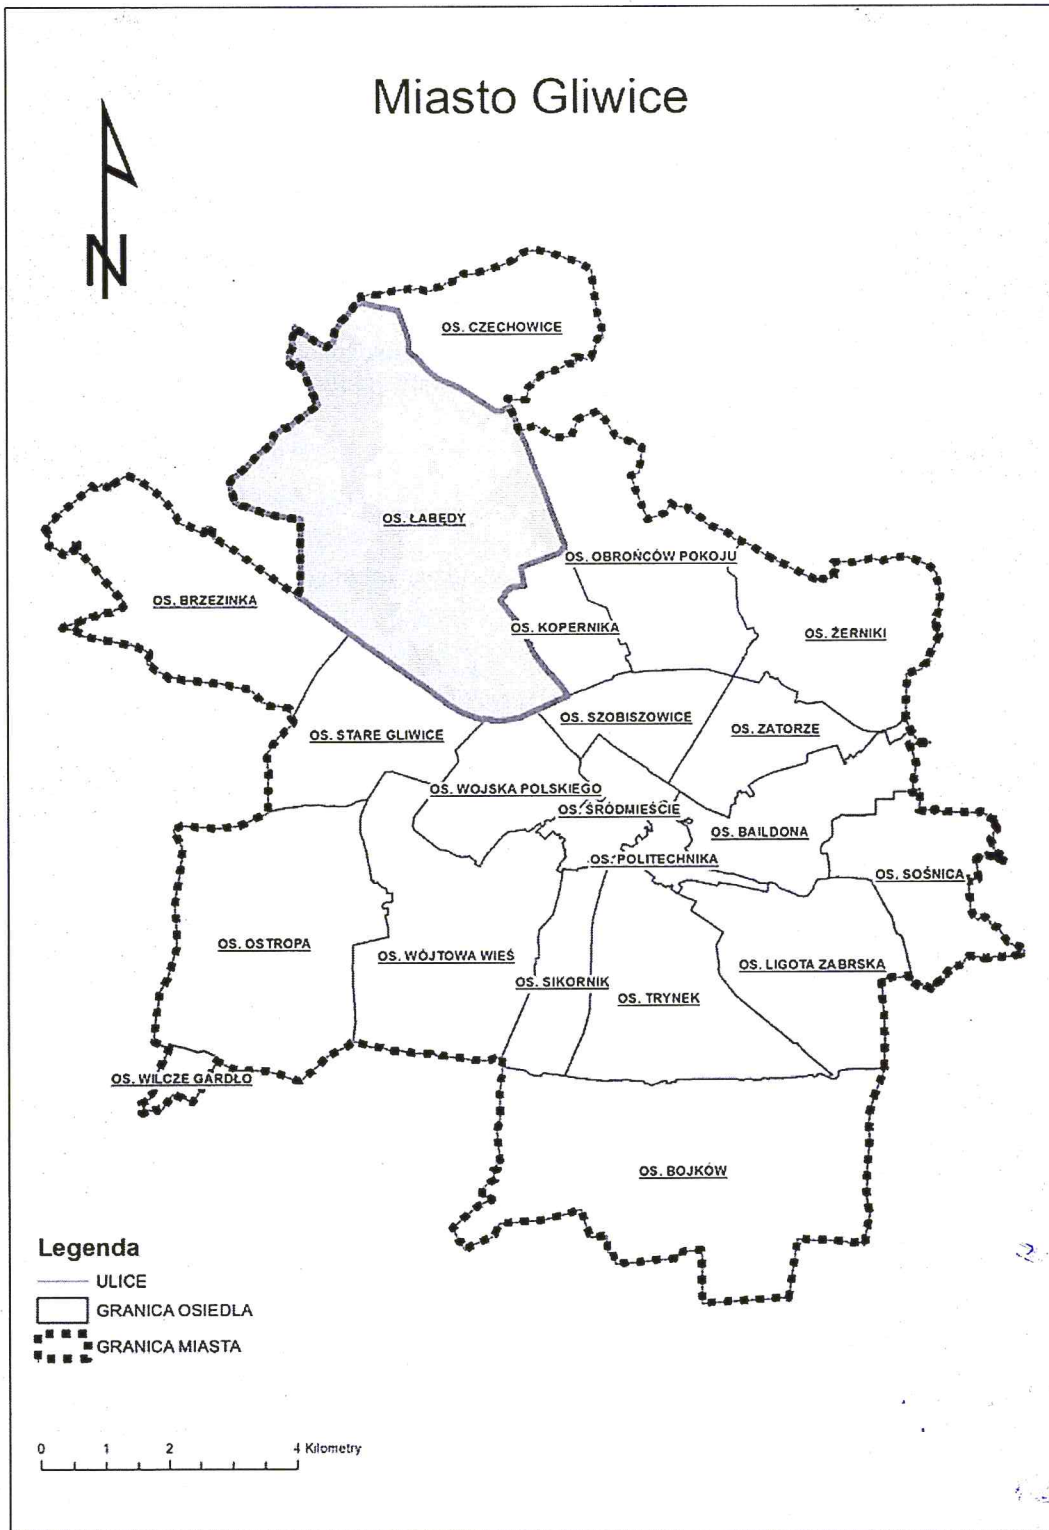 Miasto Gliwice
N
OS. CZECHOWICE
OS. ŁABĘDY
OS. OBROŃCÓW POKOJU
OS. BRZEZINKA
OS. KOPERNIKA
OS. ŻERNIKI
OS. SZOBISZOWICE
OS. ZATORZE
OS. STARE GLIWICE
OS. WOJSKA POLSKIEGO
OS. ŚRÓDMIEŚCIE
OS. BAILDONA
OS. POLITECHNIKA
OS. SOŚNICA
OS. OSTROPA
OS. WÓJTOWA WIEŚ
OS. LIGOTA ZABRSKA
OS. SIKORNIK
OS. TRYNEK
OS. WILCZE GARDŁO
OS. BOJKÓW
Legenda
ULICE
GRANICA OSIEDLA
GRANICA MIASTA
0 1 2 4 Kilometry